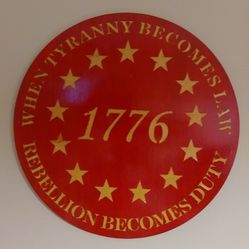 WHEN TYRANNY BECOMES LAW
1776
REBELLION BECOMES DUTY